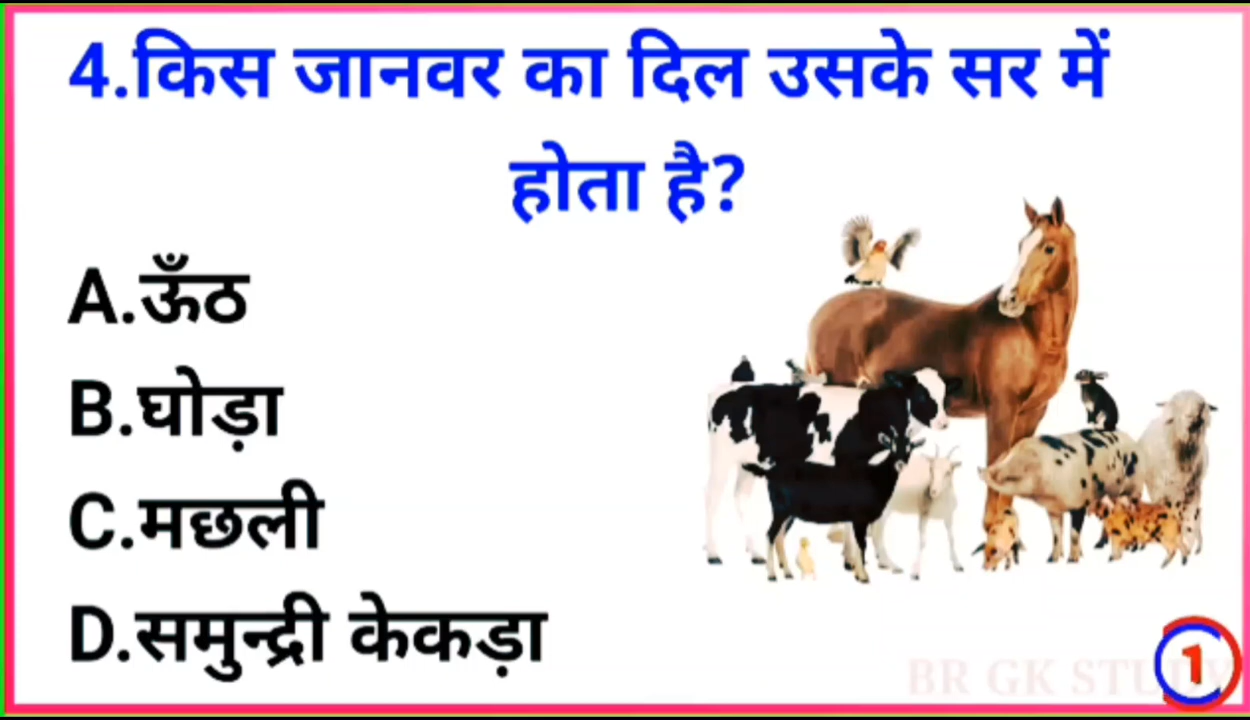 4.किस जानवर का दिल उसके सर में
होता है?
A.ऊँठ
B.घोड़ा
C.मछली
D.समुन्द्री केकड़ा
BR GK STUDY
1